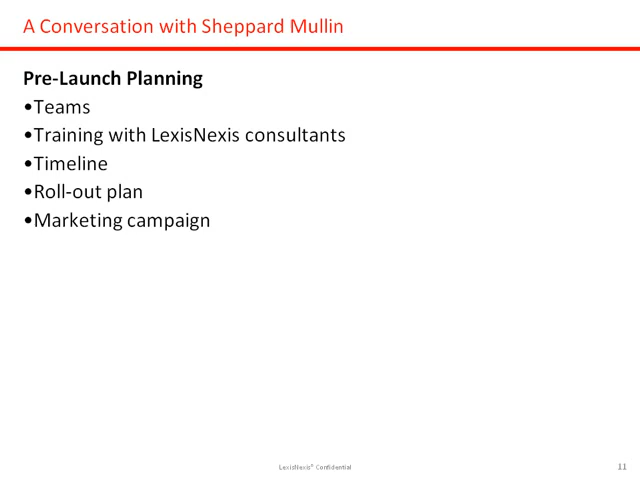 A Conversation with Sheppard Mullin
Pre-Launch Planning
•Teams
•Training with LexisNexis consultants
•Timeline
•Roll-out plan
•Marketing campaign
LexisNexis® Confidential
11